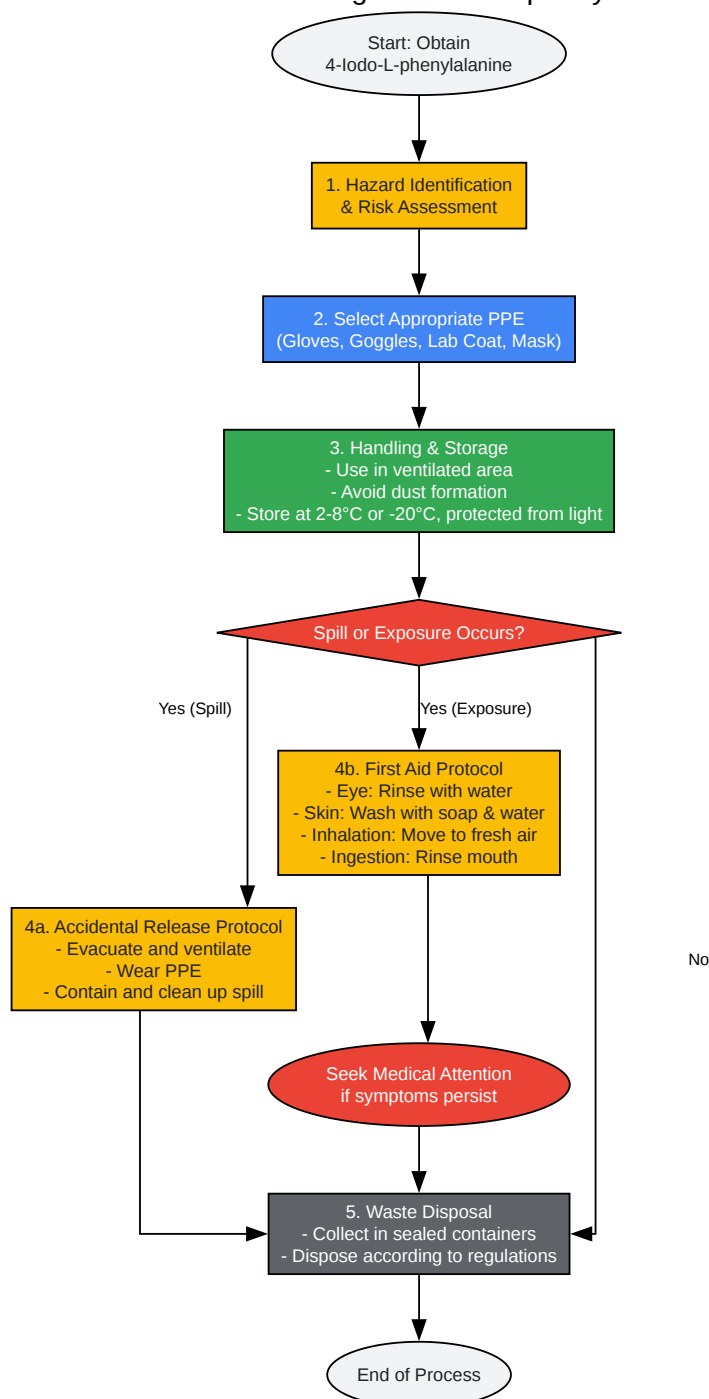 Start: Obtain
4-Iodo-L-phenylalanine
1. Hazard Identification
& Risk Assessment
2. Select Appropriate PPE
(Gloves, Goggles, Lab Coat, Mask)
3. Handling & Storage
- Use in ventilated area
- Avoid dust formation
- Store at 2-8°C or -20°C, protected from light
Spill or Exposure Occurs?
Yes (Spill)
Yes (Exposure)
4b. First Aid Protocol
- Eye: Rinse with water
- Skin: Wash with soap & water
- Inhalation: Move to fresh air
- Ingestion: Rinse mouth
4a. Accidental Release Protocol
- Evacuate and ventilate
- Wear PPE
- Contain and clean up spill
No
Seek Medical Attention
if symptoms persist
5. Waste Disposal
- Collect in sealed containers
- Dispose according to regulations
End of Process